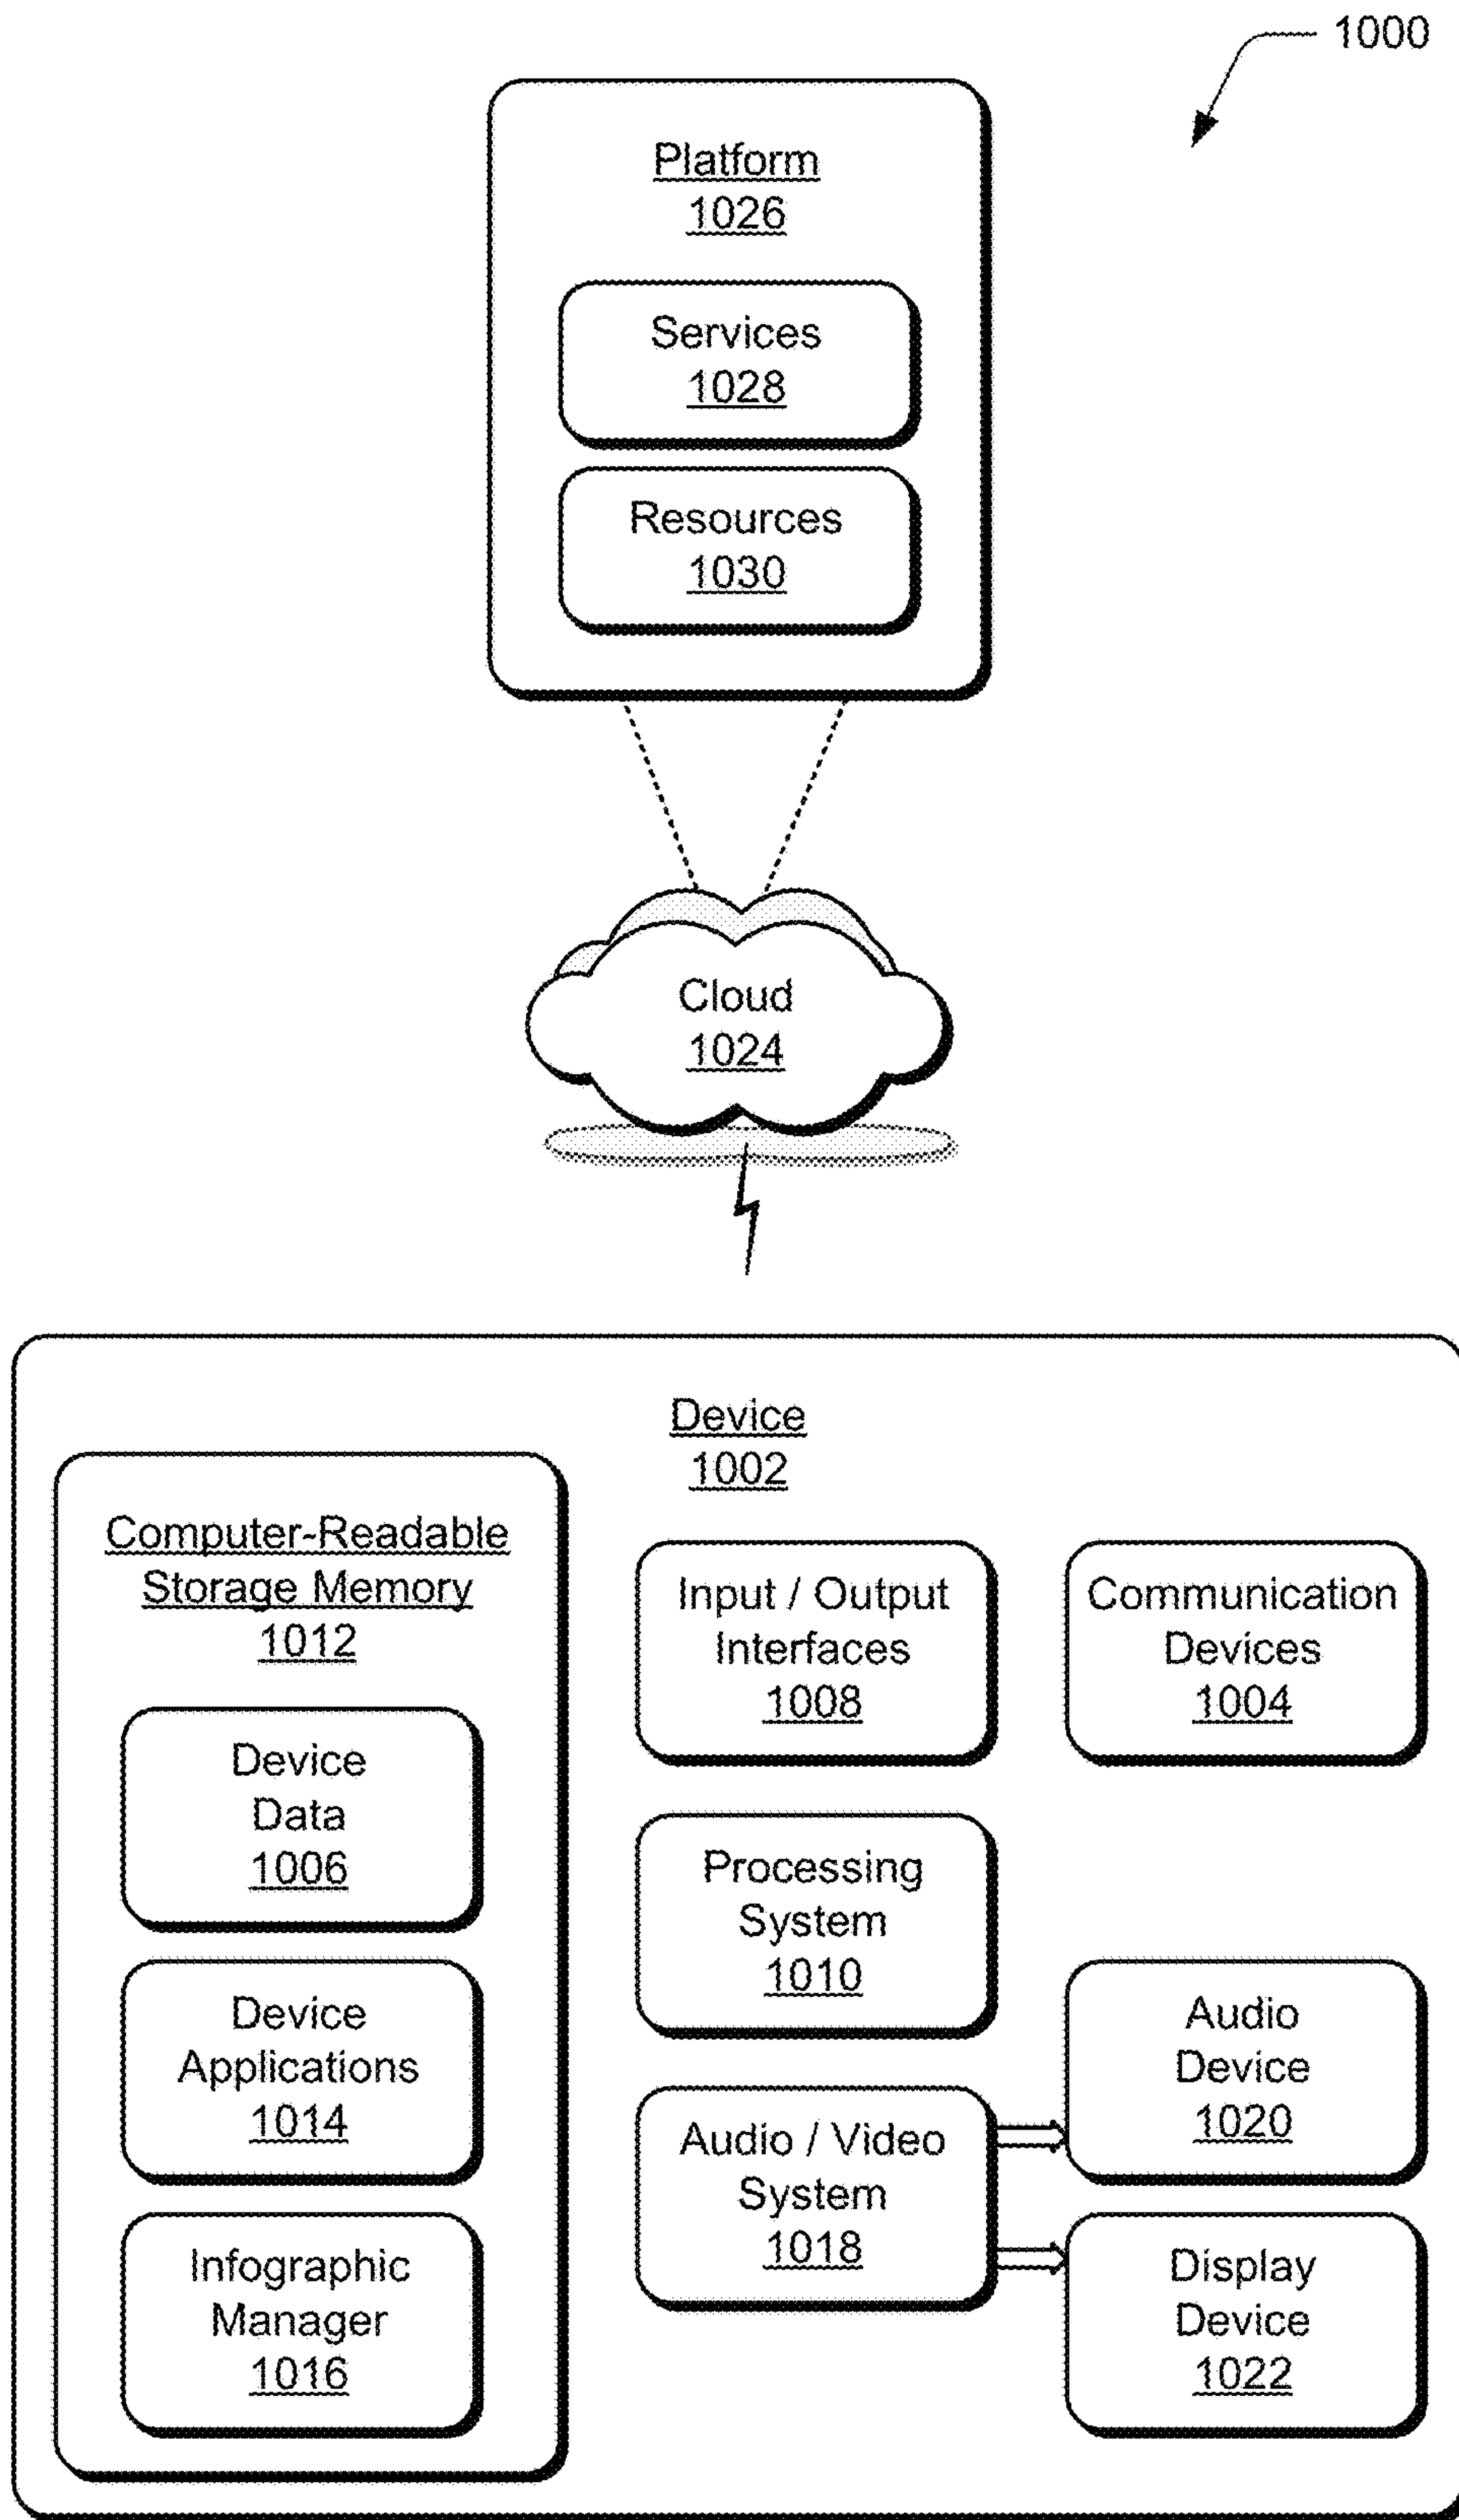 1000
Platform
1026
Services
1028
Resources
1030
Cloud
1024
Device
1002
Computer-Readable
Storage Memory
1012
Device
Data
1006
Device
Applications
1014
Infographic
Manager
1016
Input / Output
Interfaces
1008
Communication
Devices
1004
Processing
System
1010
Audio / Video
System
1018
Audio
Device
1020
Display
Device
1022